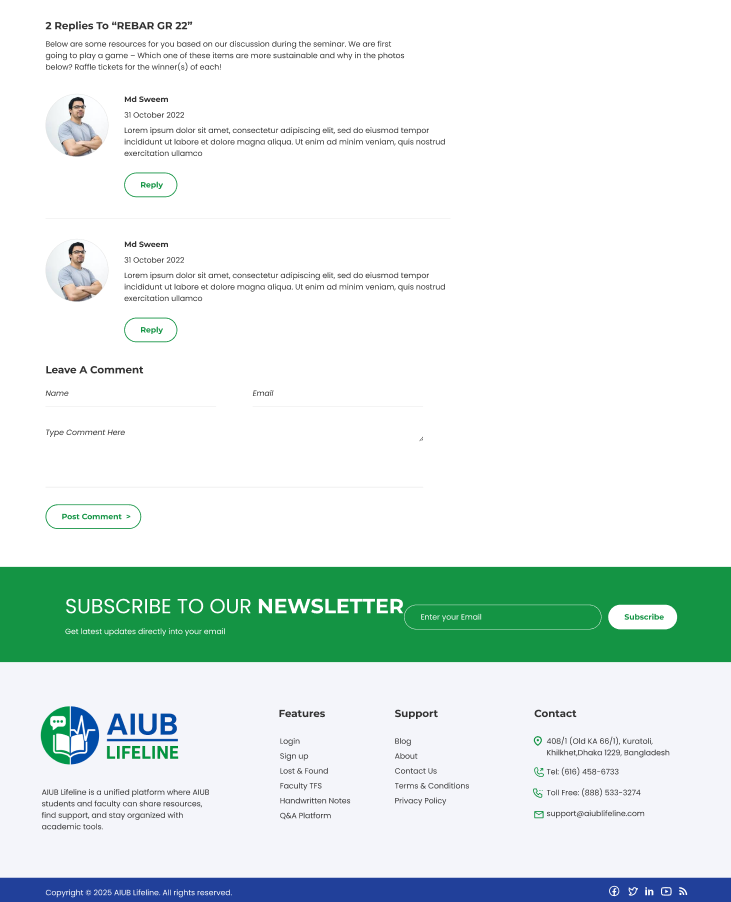 2 Replies To “REBAR GR 22”
Below are some resources for you based on our discussion during the seminar. We are first
going to play a game – Which one of these items are more sustainable and why in the photos
below? Raffle tickets for the winner(s) of each!
Md Sweem
31 October 2022
Lorem ipsum dolor sit amet, consectetur adipiscing elit, sed do eiusmod tempor
incididunt ut labore et dolore magna aliqua. Ut enim ad minim veniam, quis nostrud
exercitation ullamco
Reply
Md Sweem
31 October 2022
Lorem ipsum dolor sit amet, consectetur adipiscing elit, sed do eiusmod tempor
incididunt ut labore et dolore magna aliqua. Ut enim ad minim veniam, quis nostrud
exercitation ullamco
Reply
Leave A Comment
Name
Email
Type Comment Here
Post Comment >
SUBSCRIBE TO OUR NEWSLETTER
Get latest updates directly into your email
Enter your Email
Subscribe
AIUB
LIFELINE
AIUB Lifeline is a unified platform where AIUB
students and faculty can share resources,
find support, and stay organized with
academic tools.
Features
Login
Sign up
Lost & Found
Faculty TFS
Handwritten Notes
Q&A Platform
Support
Blog
About
Contact Us
Terms & Conditions
Privacy Policy
Contact
408/1 (Old KA 66/1), Kuratoli,
Khilkhet,Dhaka 1229, Bangladesh
Tel: (616) 458-6733
Toll Free: (888) 533-3274
support@aiublifeline.com
Copyright © 2025 AIUB Lifeline. All rights reserved.